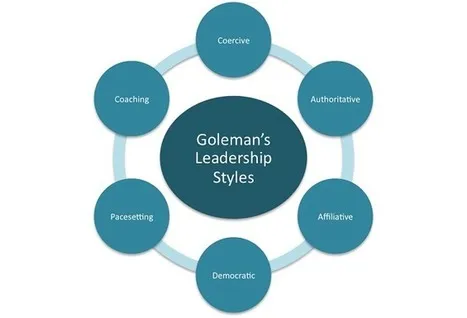 Coercive
Authoritative
Affiliative
Democratic
Pacesetting
Coaching
Goleman's
Leadership
Styles